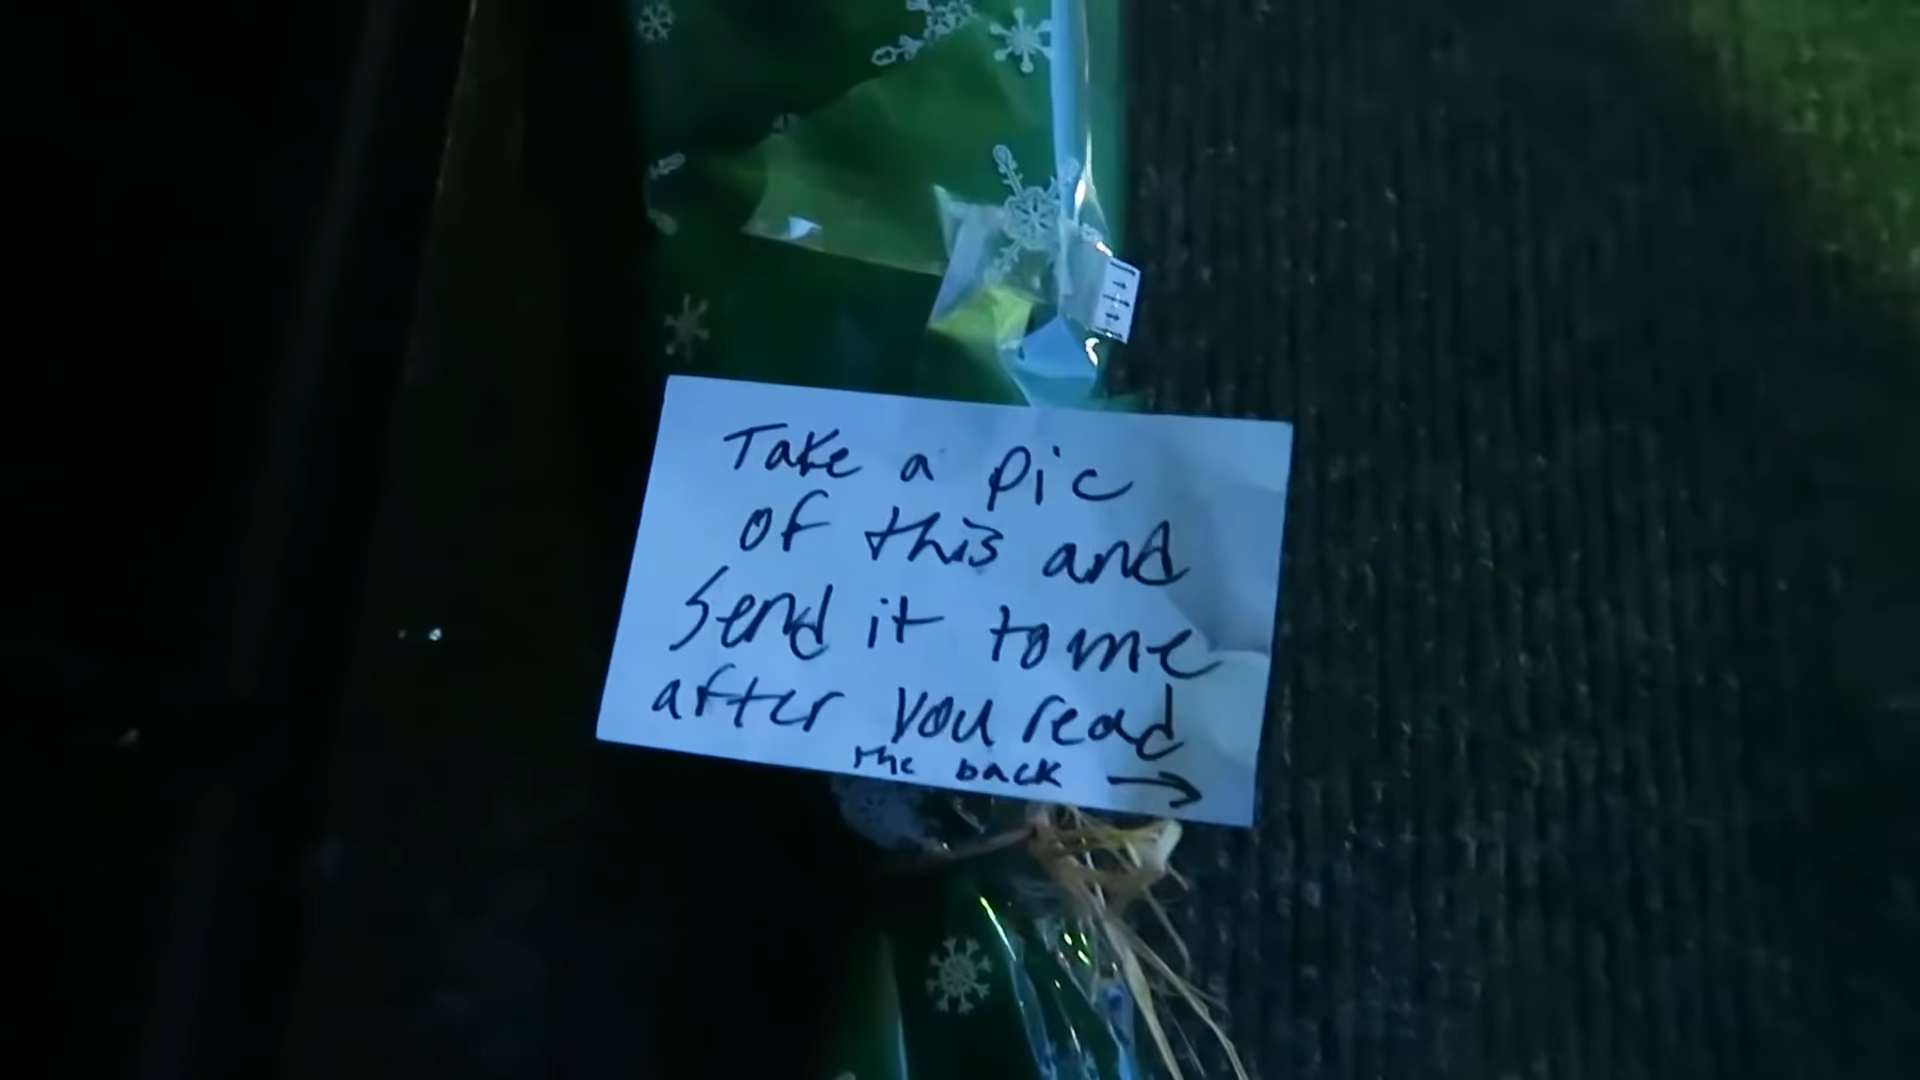 Take a pic
of this and
Send it to me
after you read
the back →